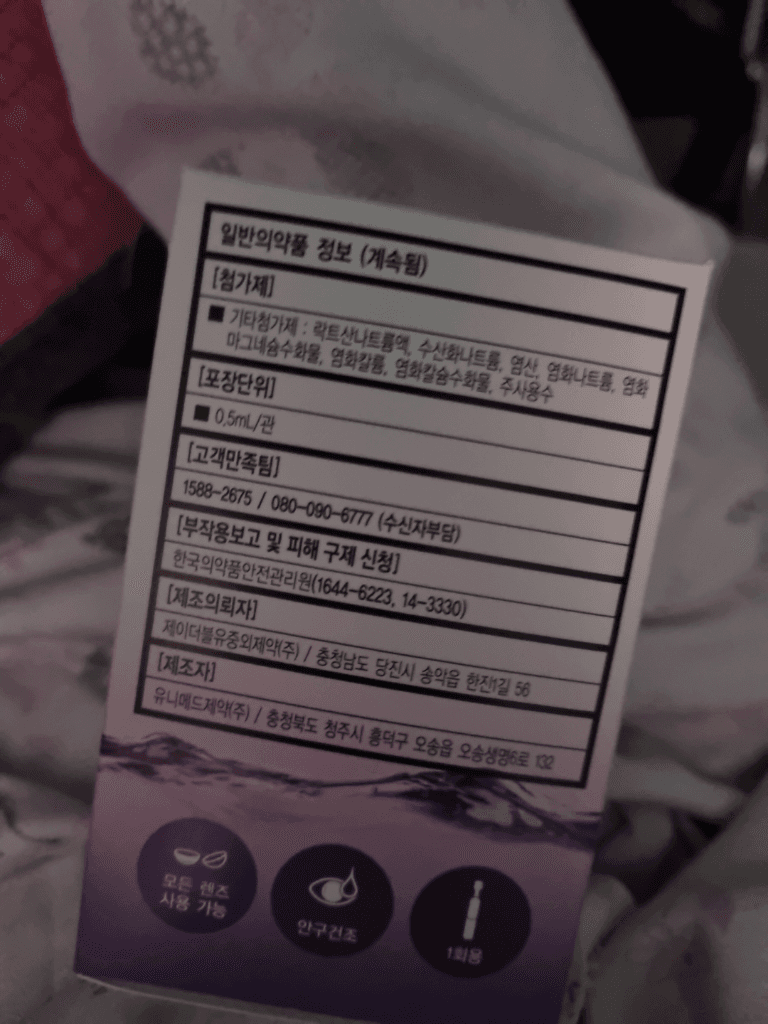 일반의약품 정보 (계속됨)
[첨가제]
■ 기타첨가제 : 락트산나트륨액, 수산화나트륨, 염산, 염화나트륨, 염화
마그네슘수화물, 염화칼륨, 염화칼슘수화물, 주사용수
[포장단위]
■ 0.5mL/관
[고객만족팀]
1588-2675 / 080-090-6777 (수신자부담)
[부작용보고 및 피해 구제 신청]
한국의약품안전관리원(1644-6223, 14-3330)
[제조의뢰자]
제이더블유중외제약(주) / 충청남도 당진시 송악읍 한진1길 56
[제조자]
유니메드제약(주) / 충청북도 청주시 흥덕구 오송읍 오송생명6로 132
모든 렌즈
사용 가능
안구건조
1회용